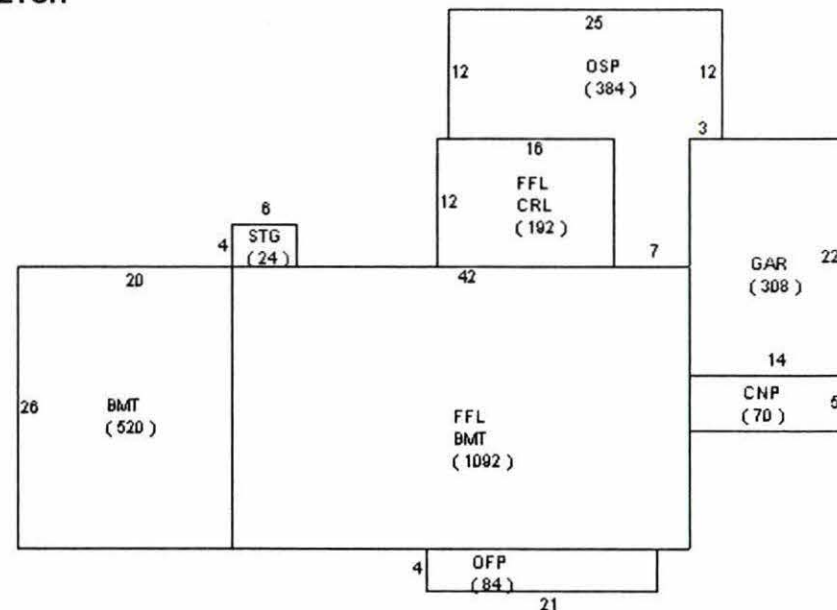 25
12
OSP
12
( 384 )
3
16
FFL
CRL
( 192 )
12
6
STG
( 24 )
4
7
GAR
( 308 )
22
20
42
14
CNP
( 70 )
5
26
BMT
( 520 )
FFL
BMT
( 1092 )
4
OFP
( 84 )
21